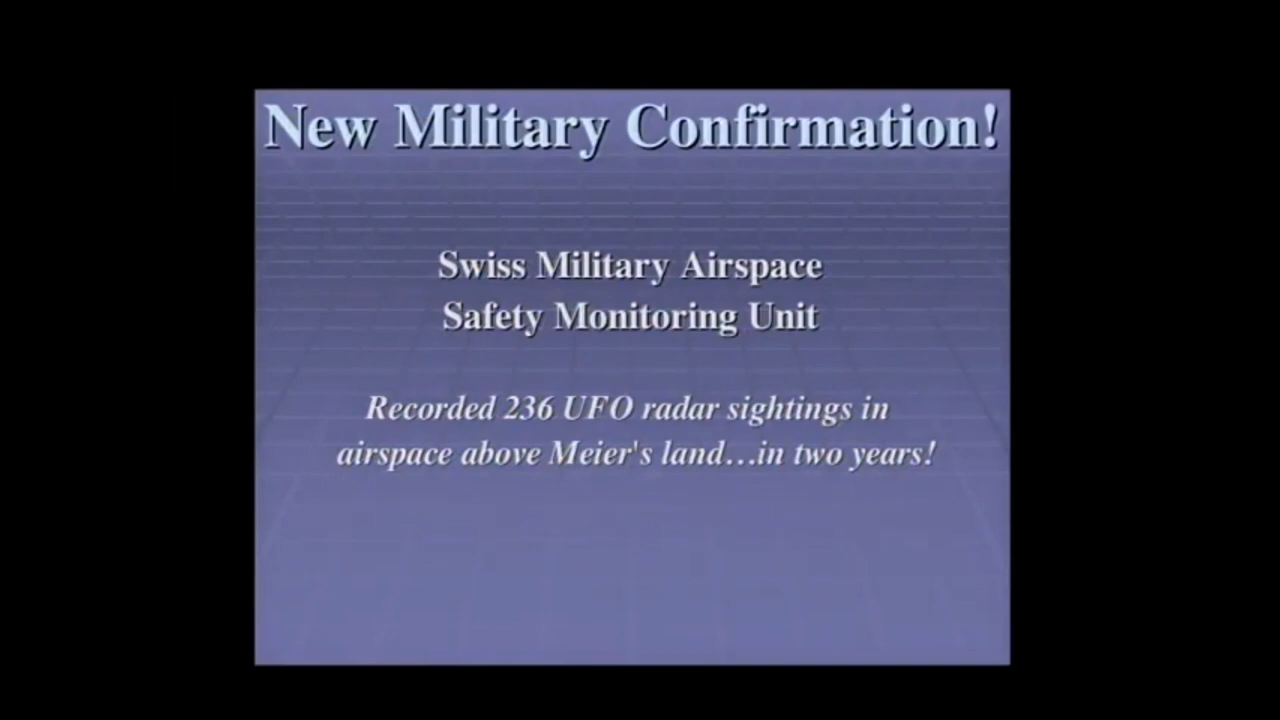 New Military Confirmation!
Swiss Military Airspace
Safety Monitoring Unit
Recorded 236 UFO radar sightings in
airspace above Meier's land...in two years!